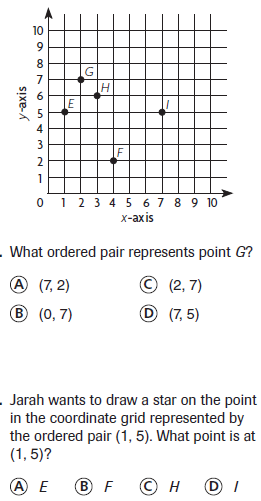 10
9
8
7
6
5
4
3
2
1
y-axis
G
H
E
I
F
0 1 2 3 4 5 6 7 8 9 10
x-axis
. What ordered pair represents point G?
A (7, 2) C (2, 7)
B (0, 7) D (7, 5)
. Jarah wants to draw a star on the point
in the coordinate grid represented by
the ordered pair (1, 5). What point is at
(1, 5)?
A E B F C H D I